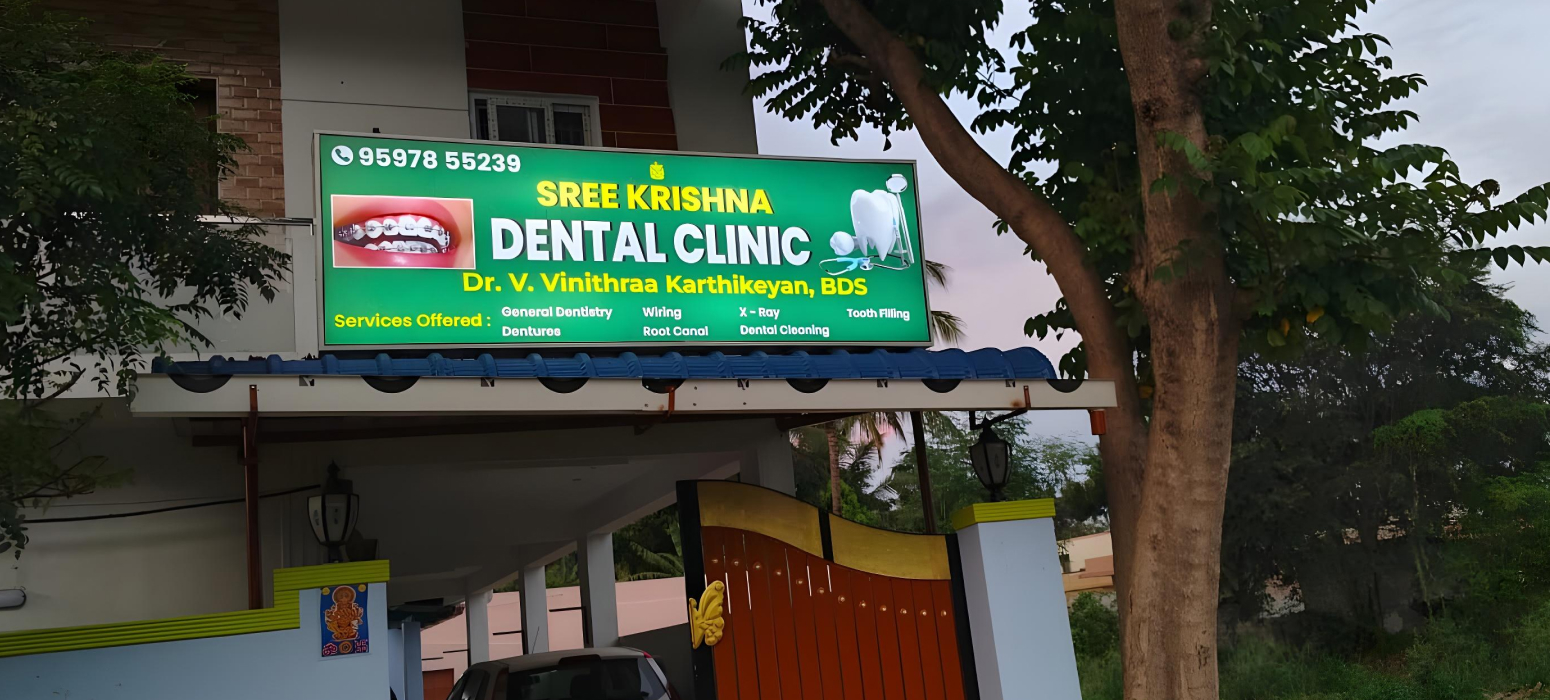 95978 55239
SREE KRISHNA
DENTAL CLINIC
Dr. V. Vinithraa Karthikeyan, BDS
Services Offered :
General Dentistry Wiring X - Ray Tooth Filling
Dentures Root Canal Dental Cleaning